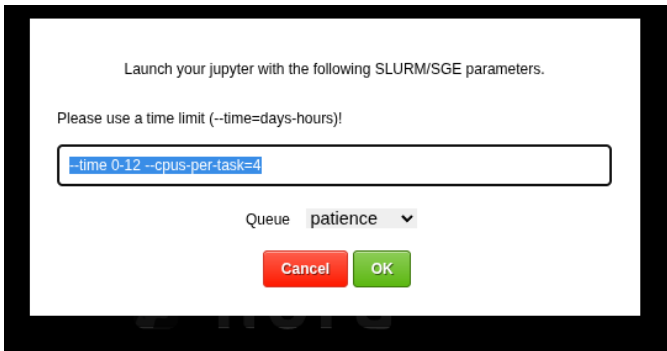 Launch your jupyter with the following SLURM/SGE parameters.
Please use a time limit (--time=days-hours)!
--time 0-12 --cpus-per-task=4
Queue patience
Cancel OK